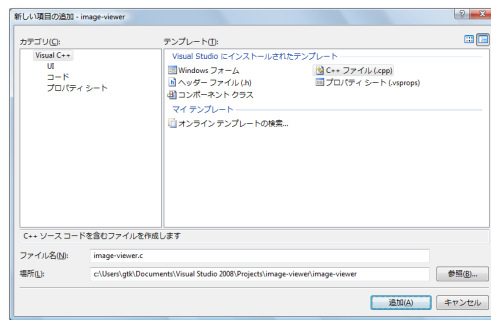 新しい項目の追加 - image-viewer
カテゴリ(C):
テンプレート(T):
Visual C++
UI
コード
プロパティ シート
Visual Studio にインストールされたテンプレート
Windows フォーム
C++ ファイル (.cpp)
ヘッダー ファイル (.h)
プロパティ シート (.vsprops)
コンポーネント クラス
マイ テンプレート
オンライン テンプレートの検索...
C++ ソース コードを含むファイルを作成します
ファイル名(N):
image-viewer.c
場所(L):
c:\Users\gtk\Documents\Visual Studio 2008\Projects\image-viewer\image-viewer
参照(B)...
追加(A)
キャンセル